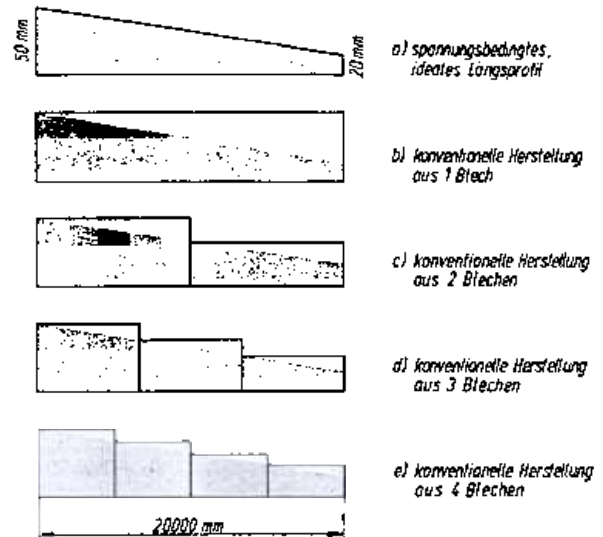 50 mm
20 mm
a) spannungsbedingtes,
ideales Längsprofil
b) konventionelle Herstellung
aus 1 Blech
c) konventionelle Herstellung
aus 2 Blechen
d) konventionelle Herstellung
aus 3 Blechen
e) konventionelle Herstellung
aus 4 Blechen
20000 mm